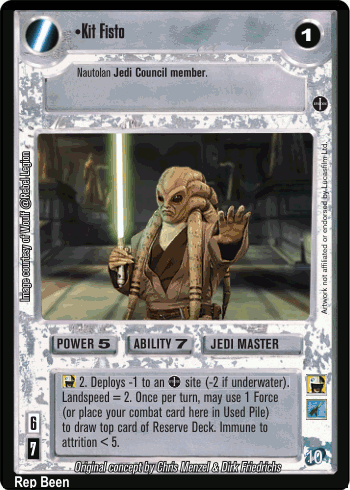 •Kit Fisto
1
Nautolan Jedi Council member.
Image courtesy of Wolff @RebelLegion
Artwork not affiliated or endorsed by Lucasfilm Ltd.
POWER 5
ABILITY 7
JEDI MASTER
2. Deploys -1 to an site (-2 if underwater).
Landspeed = 2. Once per turn, may use 1 Force
(or place your combat card here in Used Pile)
to draw top card of Reserve Deck. Immune to
attrition < 5.
6
7
10
Original concept by Chris Menzel & Dirk Friedrichs
Rep Been